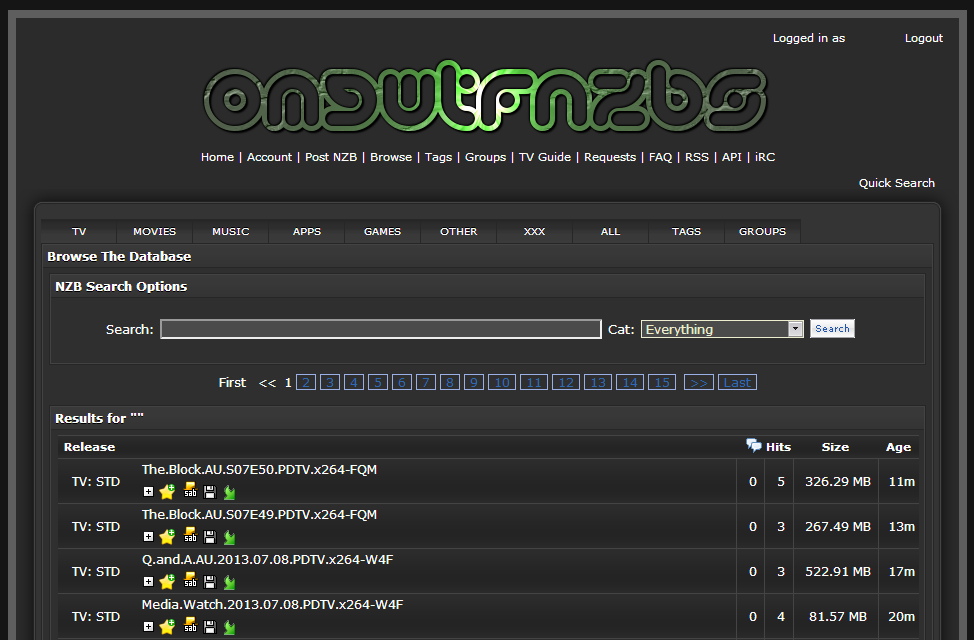 Logged in as Logout
omgwtfnzbs
Home | Account | Post NZB | Browse | Tags | Groups | TV Guide | Requests | FAQ | RSS | API | iRC
Quick Search
TV MOVIES MUSIC APPS GAMES OTHER XXX ALL TAGS GROUPS
Browse The Database
NZB Search Options
Search: Cat: Everything Search
First << 1 2 3 4 5 6 7 8 9 10 11 12 13 14 15 >> Last
Results for ""
Release Hits Size Age
The.Block.AU.S07E50.PDTV.x264-FQM
TV: STD 0 5 326.29 MB 11m
sab
The.Block.AU.S07E49.PDTV.x264-FQM
TV: STD 0 3 267.49 MB 13m
sab
Q.and.A.AU.2013.07.08.PDTV.x264-W4F
TV: STD 0 3 522.91 MB 17m
sab
Media.Watch.2013.07.08.PDTV.x264-W4F
TV: STD 0 4 81.57 MB 20m
sab